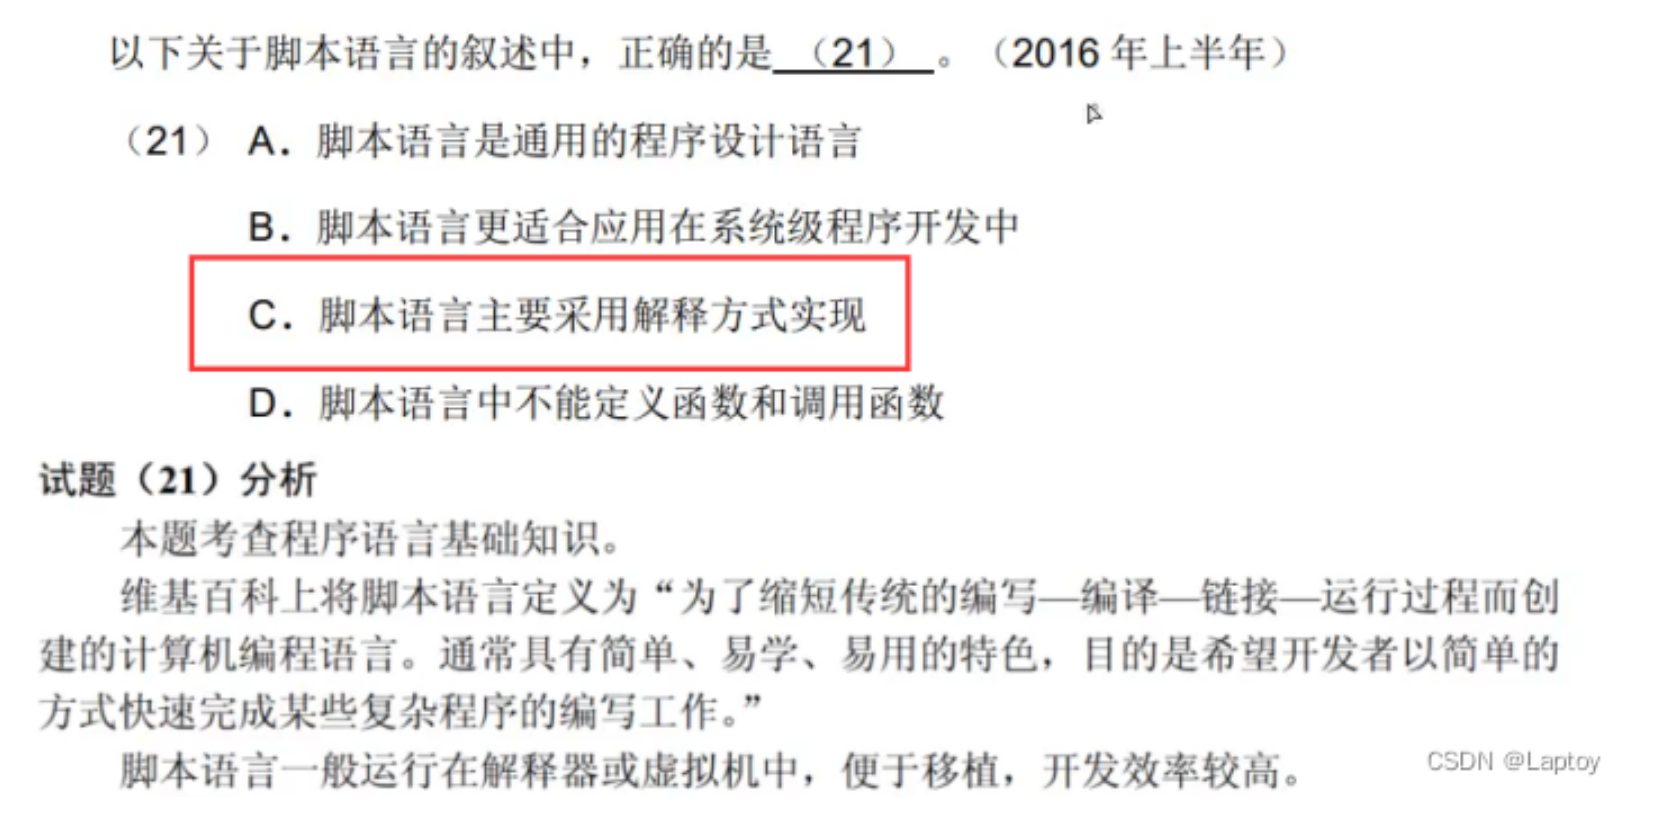 以下关于脚本语言的叙述中，正确的是 （21） 。（2016 年上半年）
（21） A．脚本语言是通用的程序设计语言
B．脚本语言更适合应用在系统级程序开发中
C．脚本语言主要采用解释方式实现
D．脚本语言中不能定义函数和调用函数
试题（21）分析
本题考查程序语言基础知识。
维基百科上将脚本语言定义为“为了缩短传统的编写—编译—链接—运行过程而创
建的计算机编程语言。通常具有简单、易学、易用的特色，目的是希望开发者以简单的
方式快速完成某些复杂程序的编写工作。”
脚本语言一般运行在解释器或虚拟机中，便于移植，开发效率较高。
CSDN @Laptoy